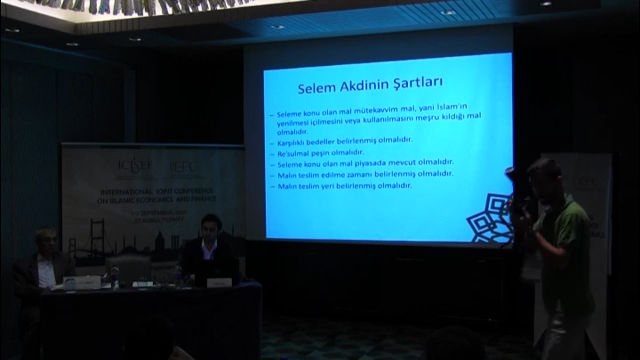 Selem Akdinin Şartları
– Seleme konu olan mal mütekavvim mal, yani İslam'ın
yenilmesi içilmesini veya kullanılmasını meşru kıldığı mal
olmalıdır.
– Karşılıklı bedeller belirlenmiş olmalıdır.
– Re'sulmal peşin olmalıdır.
– Seleme konu olan mal piyasada mevcut olmalıdır.
– Malın teslim edilme zamanı belirlenmiş olmalıdır.
– Malın teslim yeri belirlenmiş olmalıdır.
INTERNATIONAL JOINT CONFERENCE
ON ISLAMIC ECONOMICS AND FINANCE